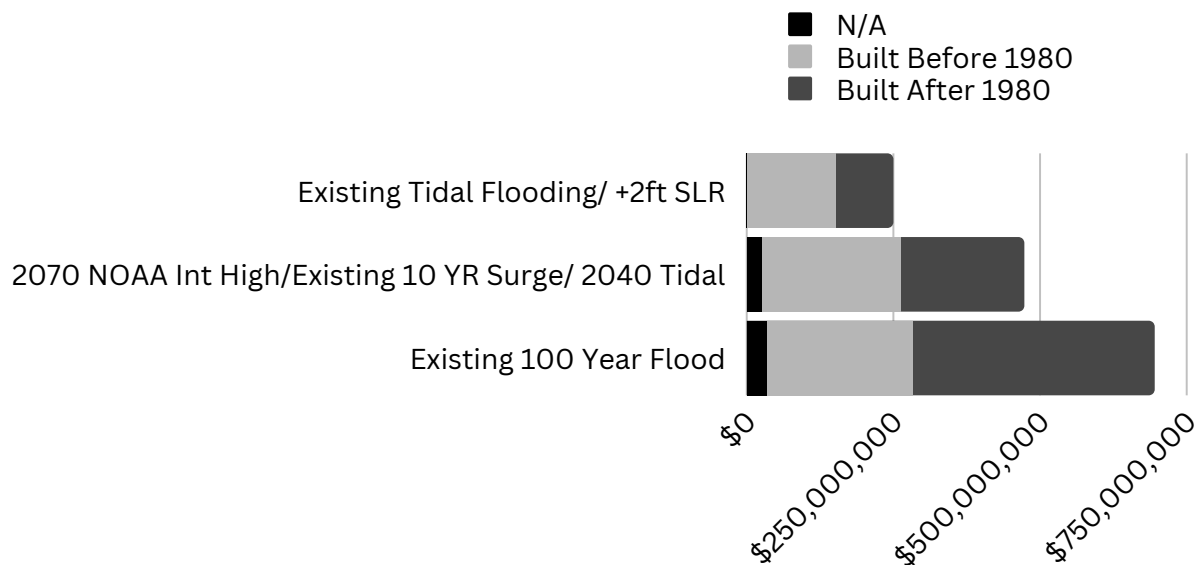 N/A
Built Before 1980
Built After 1980
Existing Tidal Flooding/ +2ft SLR
2070 NOAA Int High/Existing 10 YR Surge/ 2040 Tidal
Existing 100 Year Flood
$0
$250,000,000
$500,000,000
$750,000,000